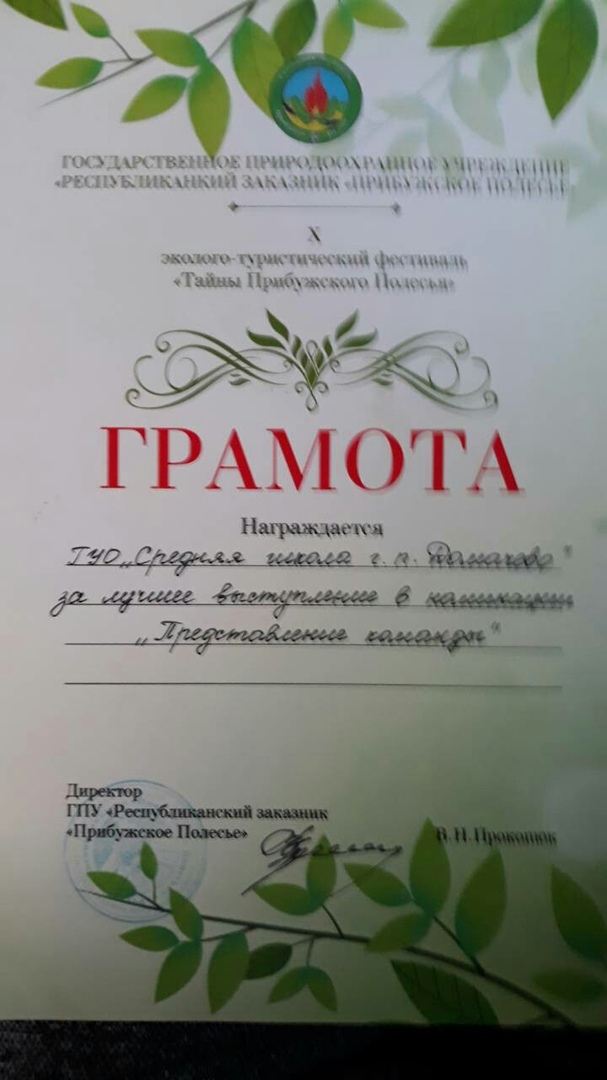 ГОСУДАРСТВЕННОЕ ПРИРОДООХРАННОЕ УЧРЕЖДЕНИЕ
«РЕСПУБЛИКАНКИЙ ЗАКАЗНИК «ПРИБУЖСКОЕ ПОЛЕСЬЕ»
X
эколого-туристический фестиваль
«Тайны Прибужского Полесья»
ГРАМОТА
Награждается
ГУО „Средняя школа г. п. Домачево"
за лучшее выступление в номинации
„Представление команды"
Директор
ГПУ «Республиканский заказник
«Прибужское Полесье»
В.Н.Прокопюк